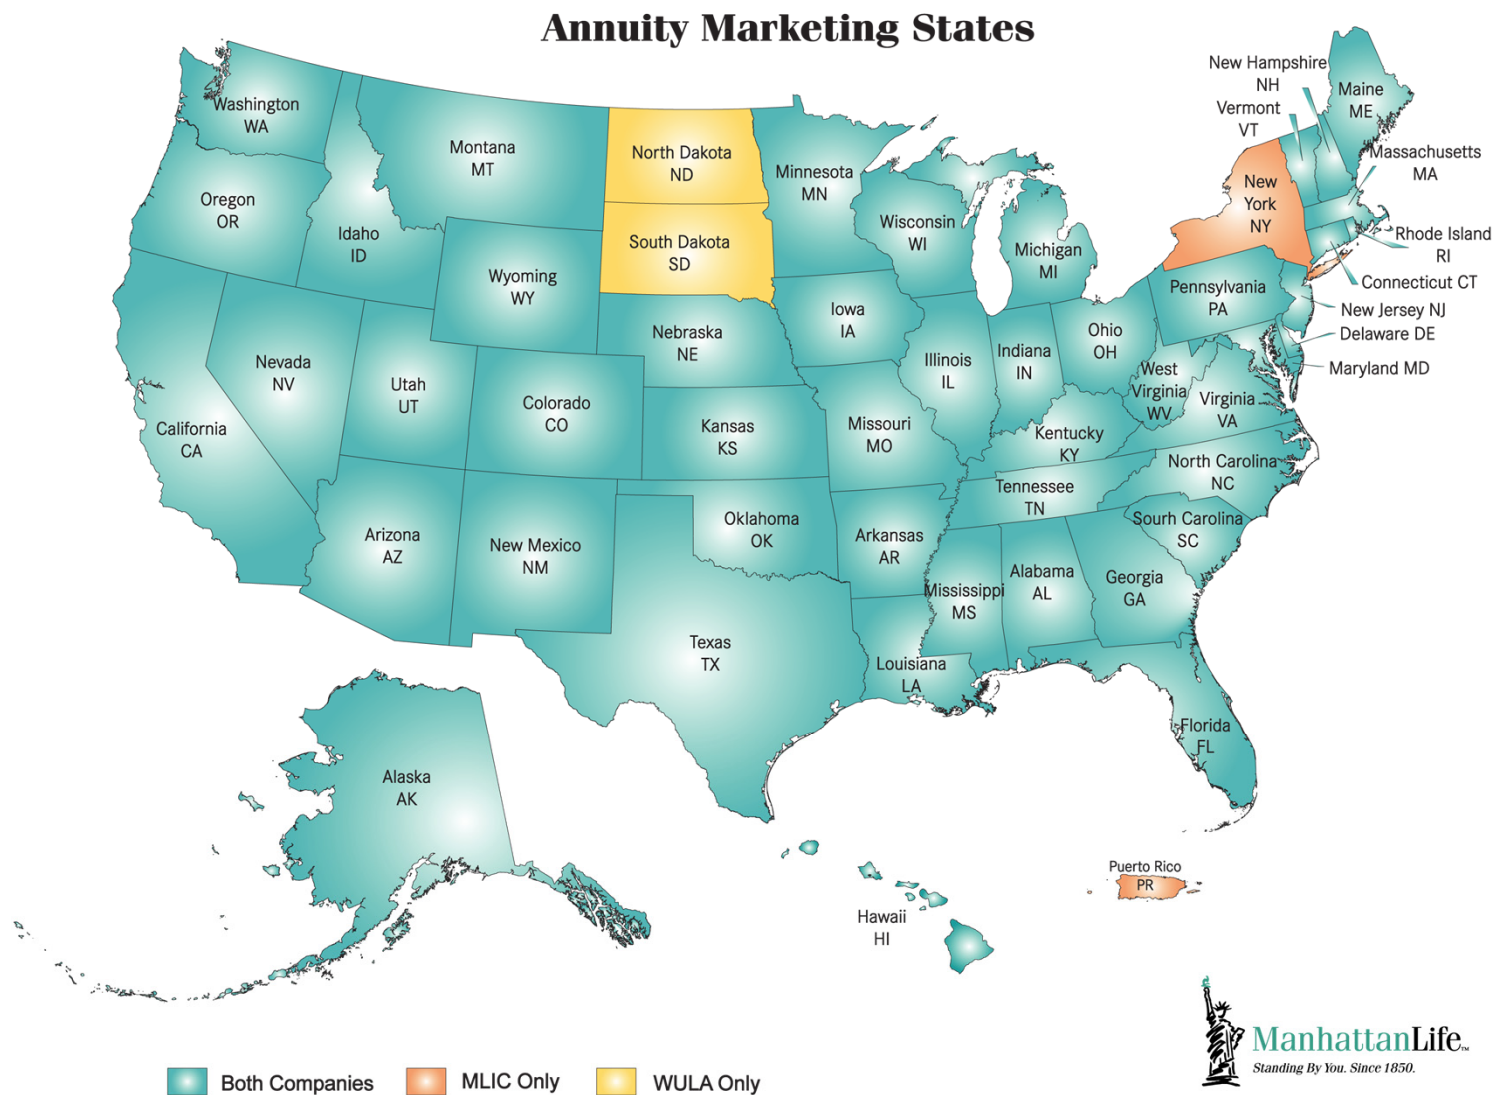 Annuity Marketing States
Washington
WA
Oregon
OR
California
CA
Idaho
ID
Nevada
NV
Montana
MT
Wyoming
WY
Utah
UT
Arizona
AZ
Colorado
CO
New Mexico
NM
North Dakota
ND
South Dakota
SD
Nebraska
NE
Kansas
KS
Oklahoma
OK
Texas
TX
Minnesota
MN
Iowa
IA
Missouri
MO
Arkansas
AR
Louisiana
LA
Wisconsin
WI
Illinois
IL
Michigan
MI
Indiana
IN
Ohio
OH
Kentucky
KY
Tennessee
TN
Mississippi
MS
Alabama
AL
Georgia
GA
Florida
FL
South Carolina
SC
North Carolina
NC
Virginia
VA
West
Virginia
WV
Pennsylvania
PA
New
York
NY
Vermont
VT
New Hampshire
NH
Maine
ME
Massachusetts
MA
Rhode Island
RI
Connecticut CT
New Jersey NJ
Delaware DE
Maryland MD
Alaska
AK
Hawaii
HI
Puerto Rico
PR
ManhattanLife™
Standing By You. Since 1850.
Both Companies
MLIC Only
WULA Only